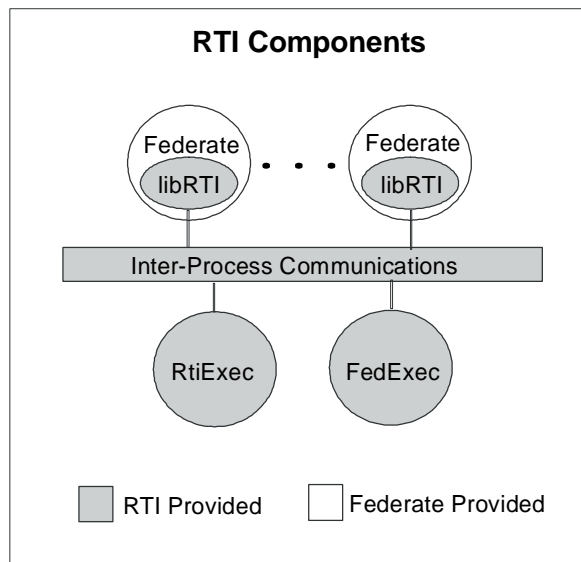 RTI Components
Federate
libRTI
. . .
Federate
libRTI
Inter-Process Communications
RtiExec
FedExec
RTI Provided
Federate Provided